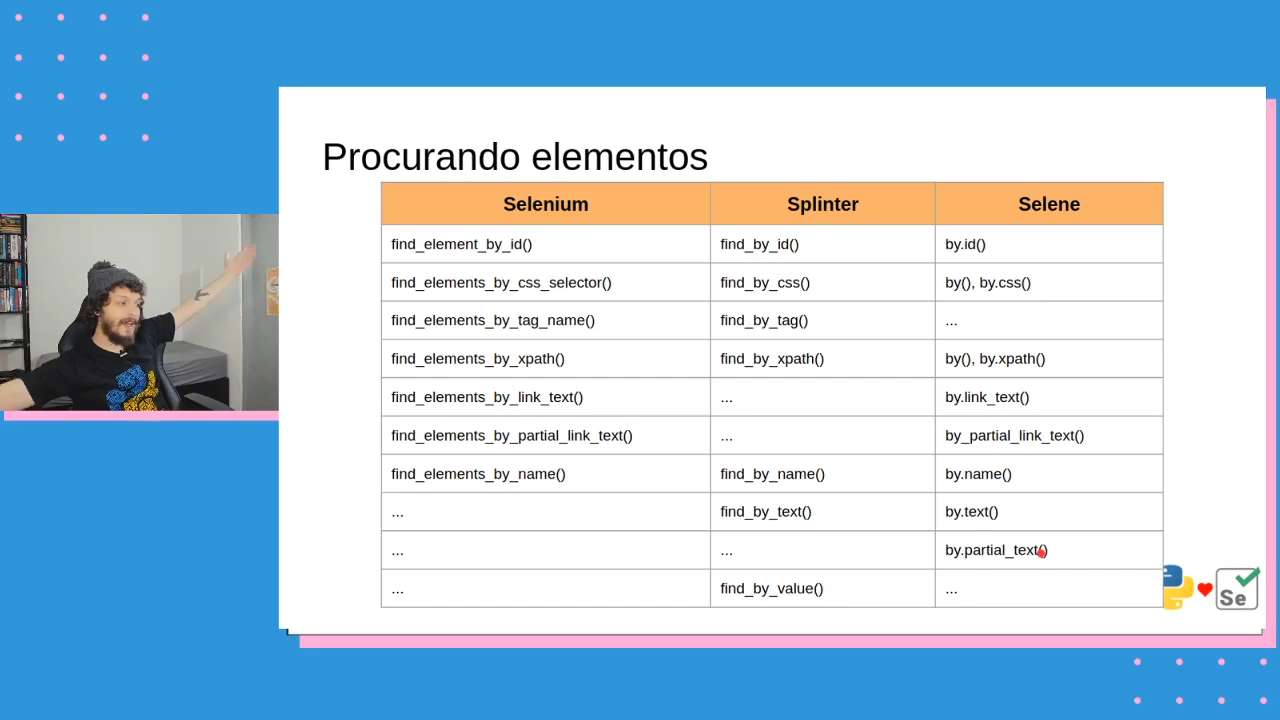 Procurando elementos
Selenium Splinter Selene
find_element_by_id() find_by_id() by.id()
find_elements_by_css_selector() find_by_css() by(), by.css()
find_elements_by_tag_name() find_by_tag() ...
find_elements_by_xpath() find_by_xpath() by(), by.xpath()
find_elements_by_link_text() ... by.link_text()
find_elements_by_partial_link_text() ... by_partial_link_text()
find_elements_by_name() find_by_name() by.name()
... find_by_text() by.text()
... ... by.partial_text()
... find_by_value() ...
Se